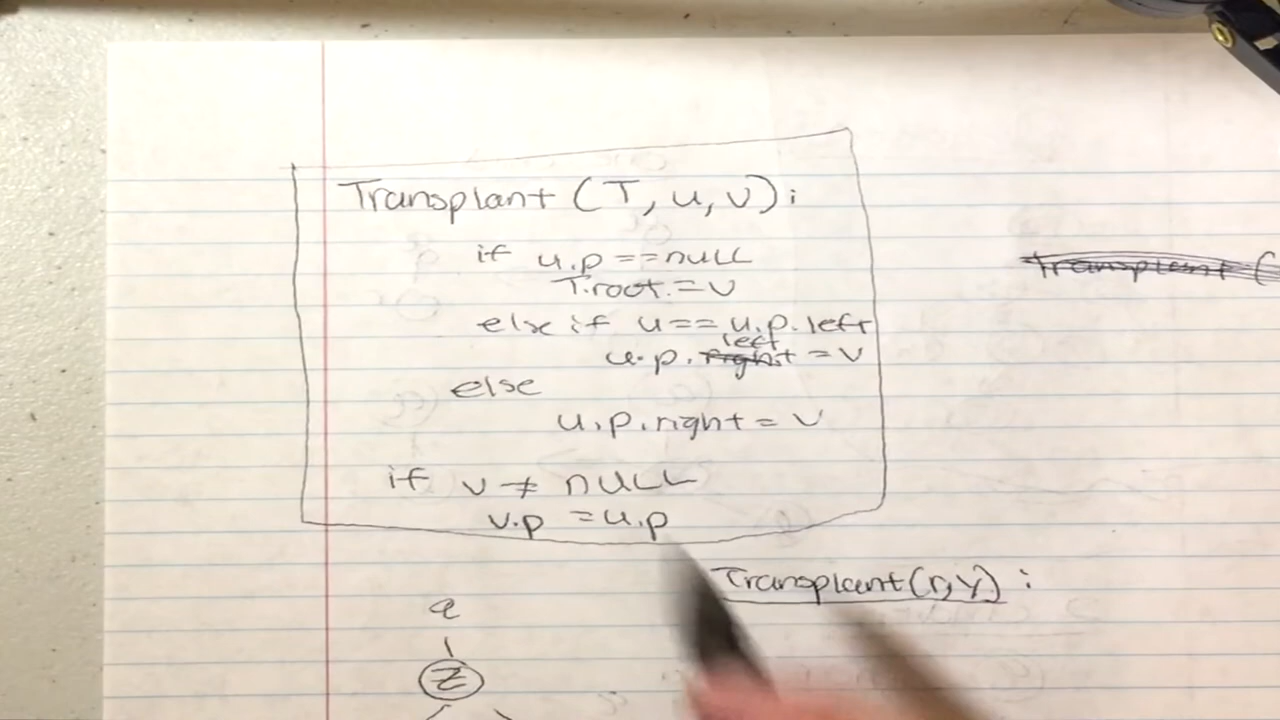 Transplant (T, u, v):
if u.p == null
T.root = v
else if u == u.p.left
left
u.p. right = v
else
u.p.right = v
if v ≠ null
v.p = u.p
Transplant (
Transplant(r,y) :
a
z